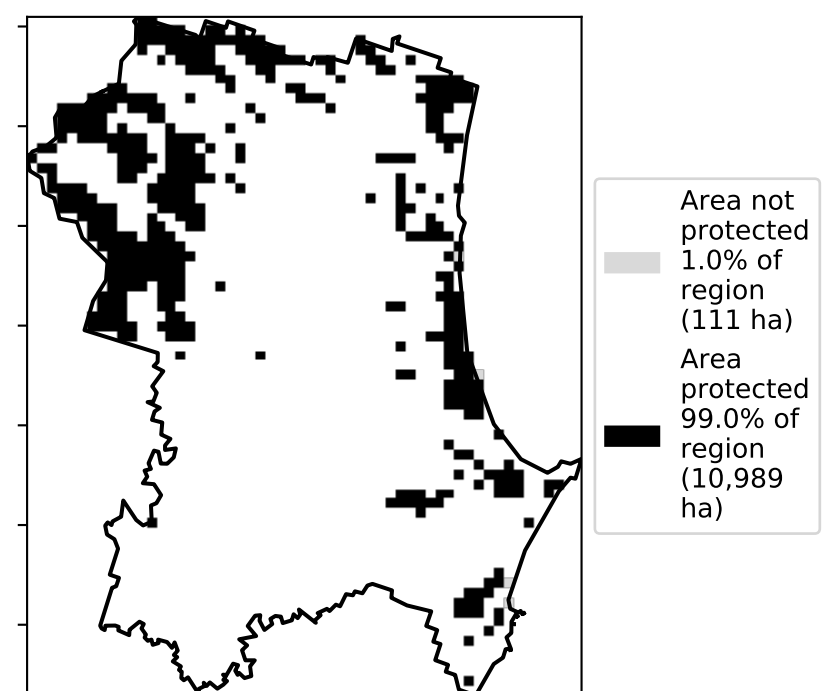 Area not
protected
1.0% of
region
(111 ha)
Area
protected
99.0% of
region
(10,989
ha)